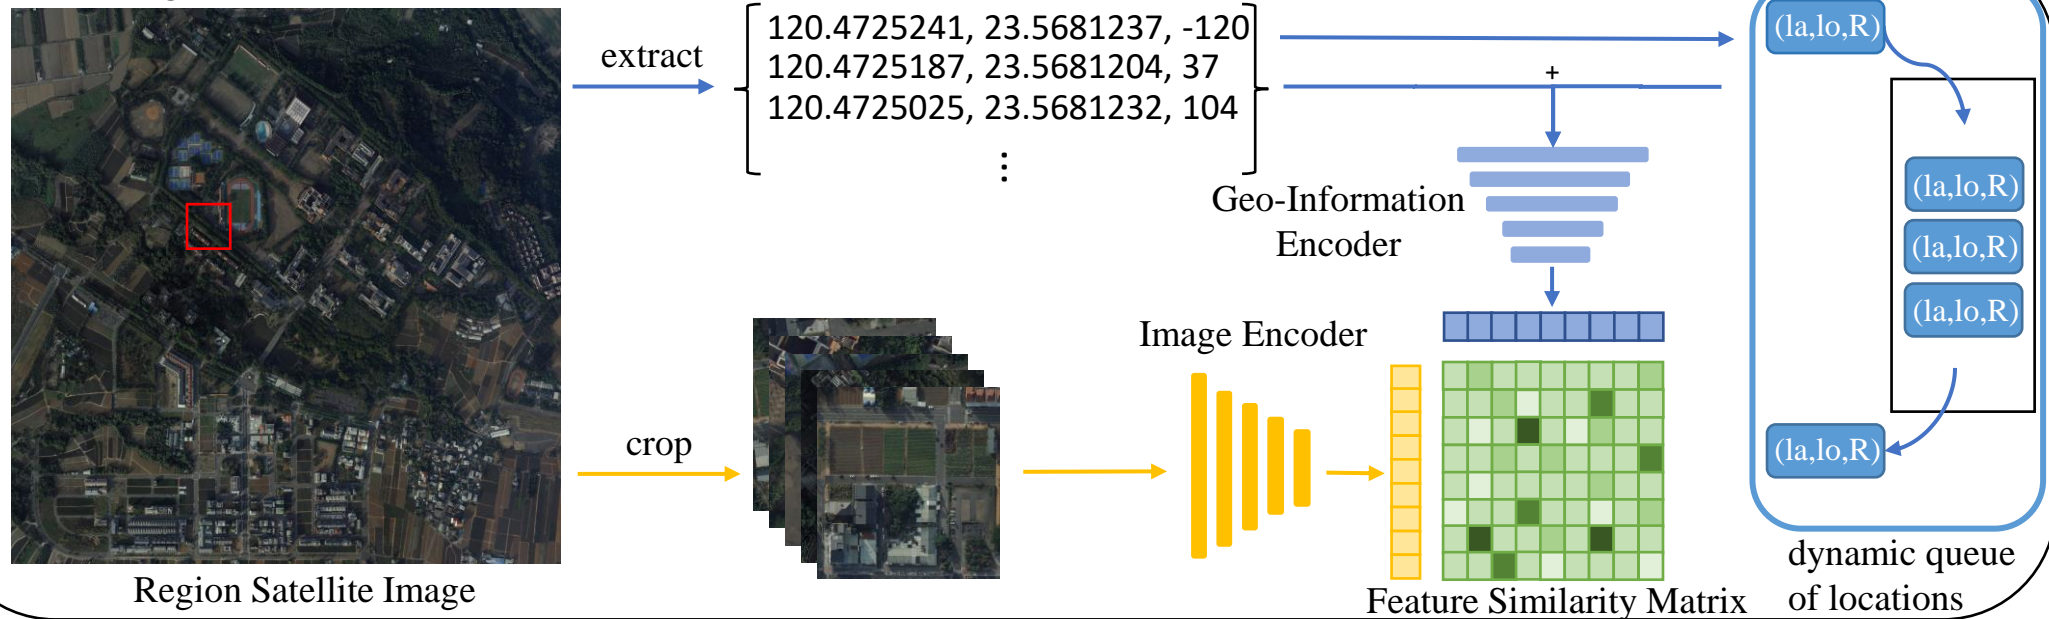 extract
120.4725241, 23.5681237, -120
120.4725187, 23.5681204, 37
120.4725025, 23.5681232, 104
⋮
+
Geo-Information
Encoder
(la,lo,R)
(la,lo,R)
(la,lo,R)
(la,lo,R)
(la,lo,R)
dynamic queue
of locations
crop
Image Encoder
Region Satellite Image
Feature Similarity Matrix